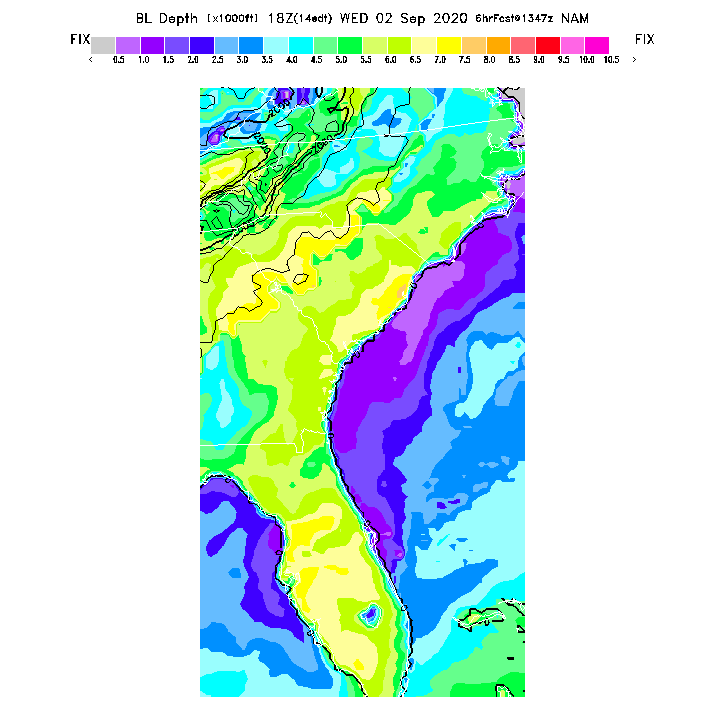 BL Depth [x1000ft] 18Z(14edt) WED 02 Sep 2020 6hrFcst@1347z NAM
FIX FIX
< 0.5 1.0 1.5 2.0 2.5 3.0 3.5 4.0 4.5 5.0 5.5 6.0 6.5 7.0 7.5 8.0 8.5 9.0 9.5 10.0 10.5 >